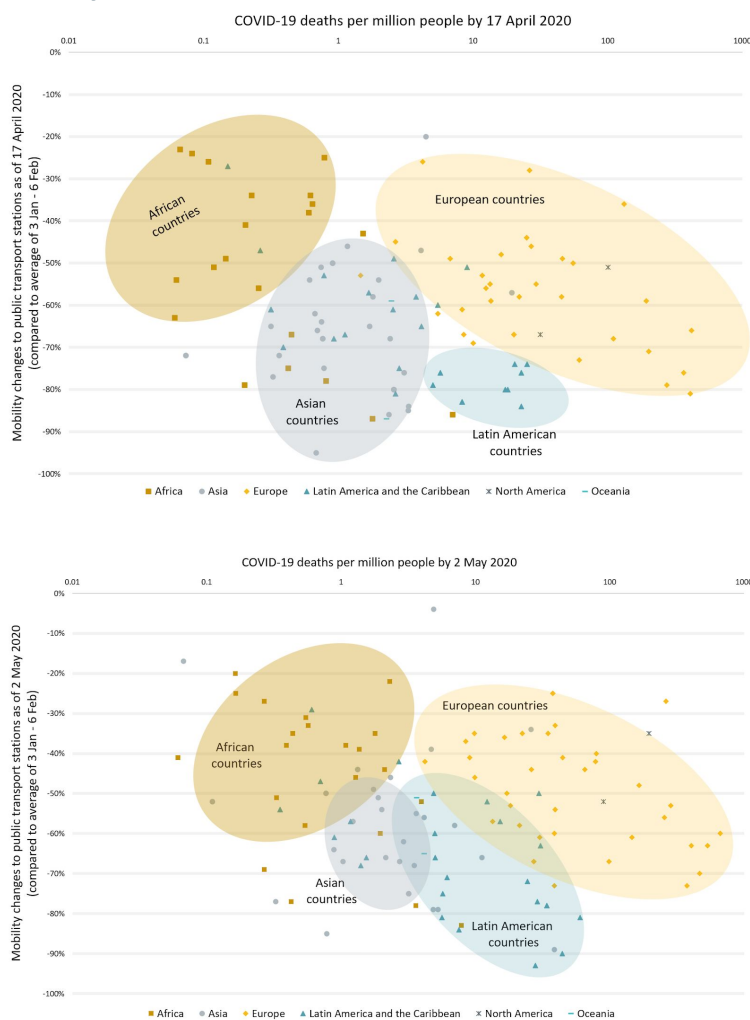 COVID-19 deaths per million people by 17 April 2020
0.01 0.1 1 10 100 1000
0%
-10%
-20%
-30%
-40%
-50%
-60%
-70%
-80%
-90%
-100%
Mobility changes to public transport stations as of 17 April 2020
(compared to average of 3 Jan - 6 Feb)
African
countries
European countries
Asian
countries
Latin American
countries
Africa Asia Europe Latin America and the Caribbean North America Oceania
COVID-19 deaths per million people by 2 May 2020
0.01 0.1 1 10 100 1000
0%
-10%
-20%
-30%
-40%
-50%
-60%
-70%
-80%
-90%
-100%
Mobility changes to public transport stations as of 2 May 2020
(compared to average of 3 Jan - 6 Feb)
African
countries
European countries
Asian
countries
Latin American
countries
Africa Asia Europe Latin America and the Caribbean North America Oceania